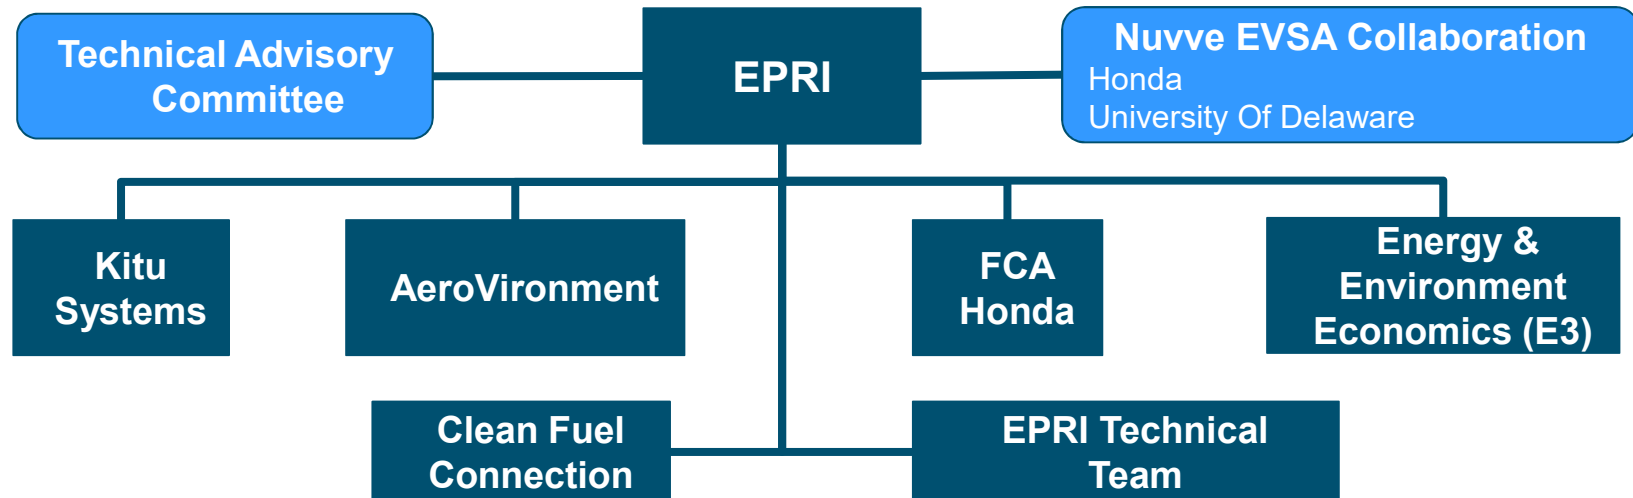 Technical Advisory
Committee
EPRI
Nuvve EVSA Collaboration
Honda
University Of Delaware
Kitu
Systems
AeroVironment
FCA
Honda
Energy &
Environment
Economics (E3)
Clean Fuel
Connection
EPRI Technical
Team